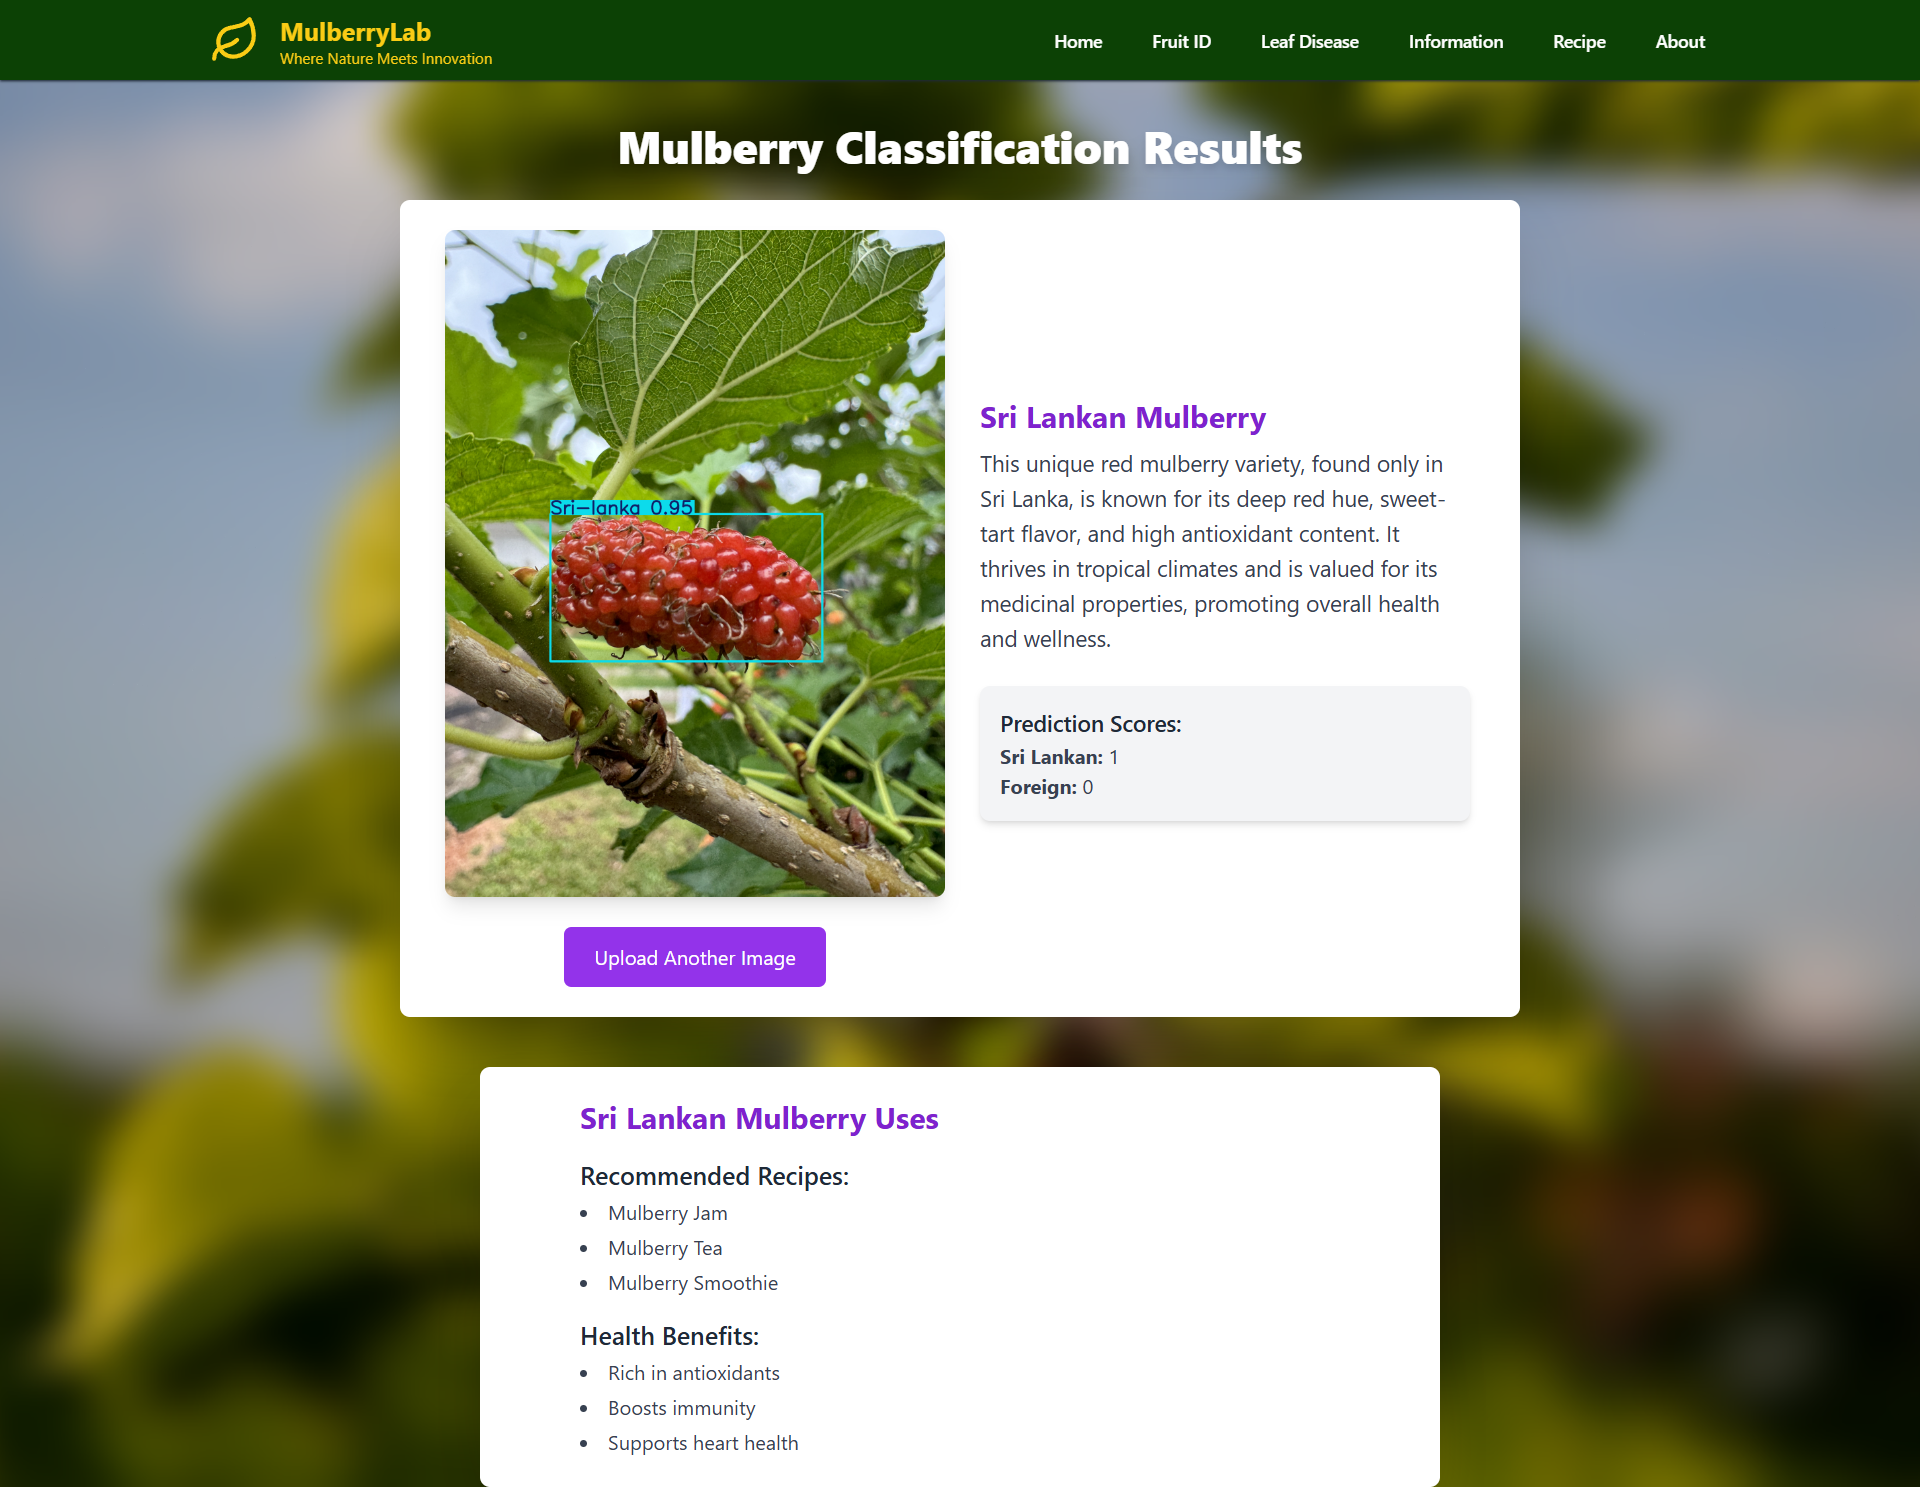 MulberryLab
Where Nature Meets Innovation
Home Fruit ID Leaf Disease Information Recipe About
Mulberry Classification Results
Sri-lanka 0.95
Sri Lankan Mulberry
This unique red mulberry variety, found only in
Sri Lanka, is known for its deep red hue, sweet-
tart flavor, and high antioxidant content. It
thrives in tropical climates and is valued for its
medicinal properties, promoting overall health
and wellness.
Prediction Scores:
Sri Lankan: 1
Foreign: 0
Upload Another Image
Sri Lankan Mulberry Uses
Recommended Recipes:
• Mulberry Jam
• Mulberry Tea
• Mulberry Smoothie
Health Benefits:
• Rich in antioxidants
• Boosts immunity
• Supports heart health